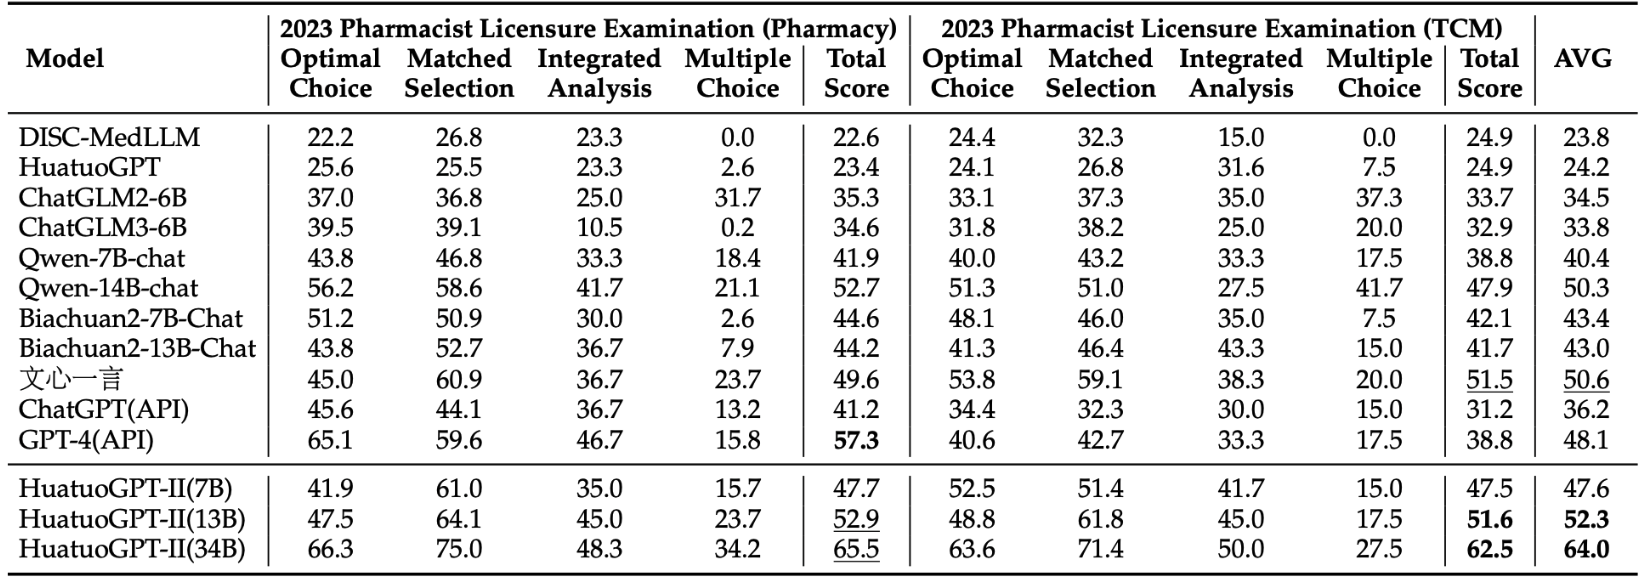 2023 Pharmacist Licensure Examination (Pharmacy) 2023 Pharmacist Licensure Examination (TCM)
Model Optimal Matched Integrated Multiple Total Optimal Matched Integrated Multiple Total AVG
Choice Selection Analysis Choice Score Choice Selection Analysis Choice Score
DISC-MedLLM 22.2 26.8 23.3 0.0 22.6 24.4 32.3 15.0 0.0 24.9 23.8
HuatuoGPT 25.6 25.5 23.3 2.6 23.4 24.1 26.8 31.6 7.5 24.9 24.2
ChatGLM2-6B 37.0 36.8 25.0 31.7 35.3 33.1 37.3 35.0 37.3 33.7 34.5
ChatGLM3-6B 39.5 39.1 10.5 0.2 34.6 31.8 38.2 25.0 20.0 32.9 33.8
Qwen-7B-chat 43.8 46.8 33.3 18.4 41.9 40.0 43.2 33.3 17.5 38.8 40.4
Qwen-14B-chat 56.2 58.6 41.7 21.1 52.7 51.3 51.0 27.5 41.7 47.9 50.3
Biachuan2-7B-Chat 51.2 50.9 30.0 2.6 44.6 48.1 46.0 35.0 7.5 42.1 43.4
Biachuan2-13B-Chat 43.8 52.7 36.7 7.9 44.2 41.3 46.4 43.3 15.0 41.7 43.0
文心一言 45.0 60.9 36.7 23.7 49.6 53.8 59.1 38.3 20.0 51.5 50.6
ChatGPT(API) 45.6 44.1 36.7 13.2 41.2 34.4 32.3 30.0 15.0 31.2 36.2
GPT-4(API) 65.1 59.6 46.7 15.8 57.3 40.6 42.7 33.3 17.5 38.8 48.1
HuatuoGPT-II(7B) 41.9 61.0 35.0 15.7 47.7 52.5 51.4 41.7 15.0 47.5 47.6
HuatuoGPT-II(13B) 47.5 64.1 45.0 23.7 52.9 48.8 61.8 45.0 17.5 51.6 52.3
HuatuoGPT-II(34B) 66.3 75.0 48.3 34.2 65.5 63.6 71.4 50.0 27.5 62.5 64.0